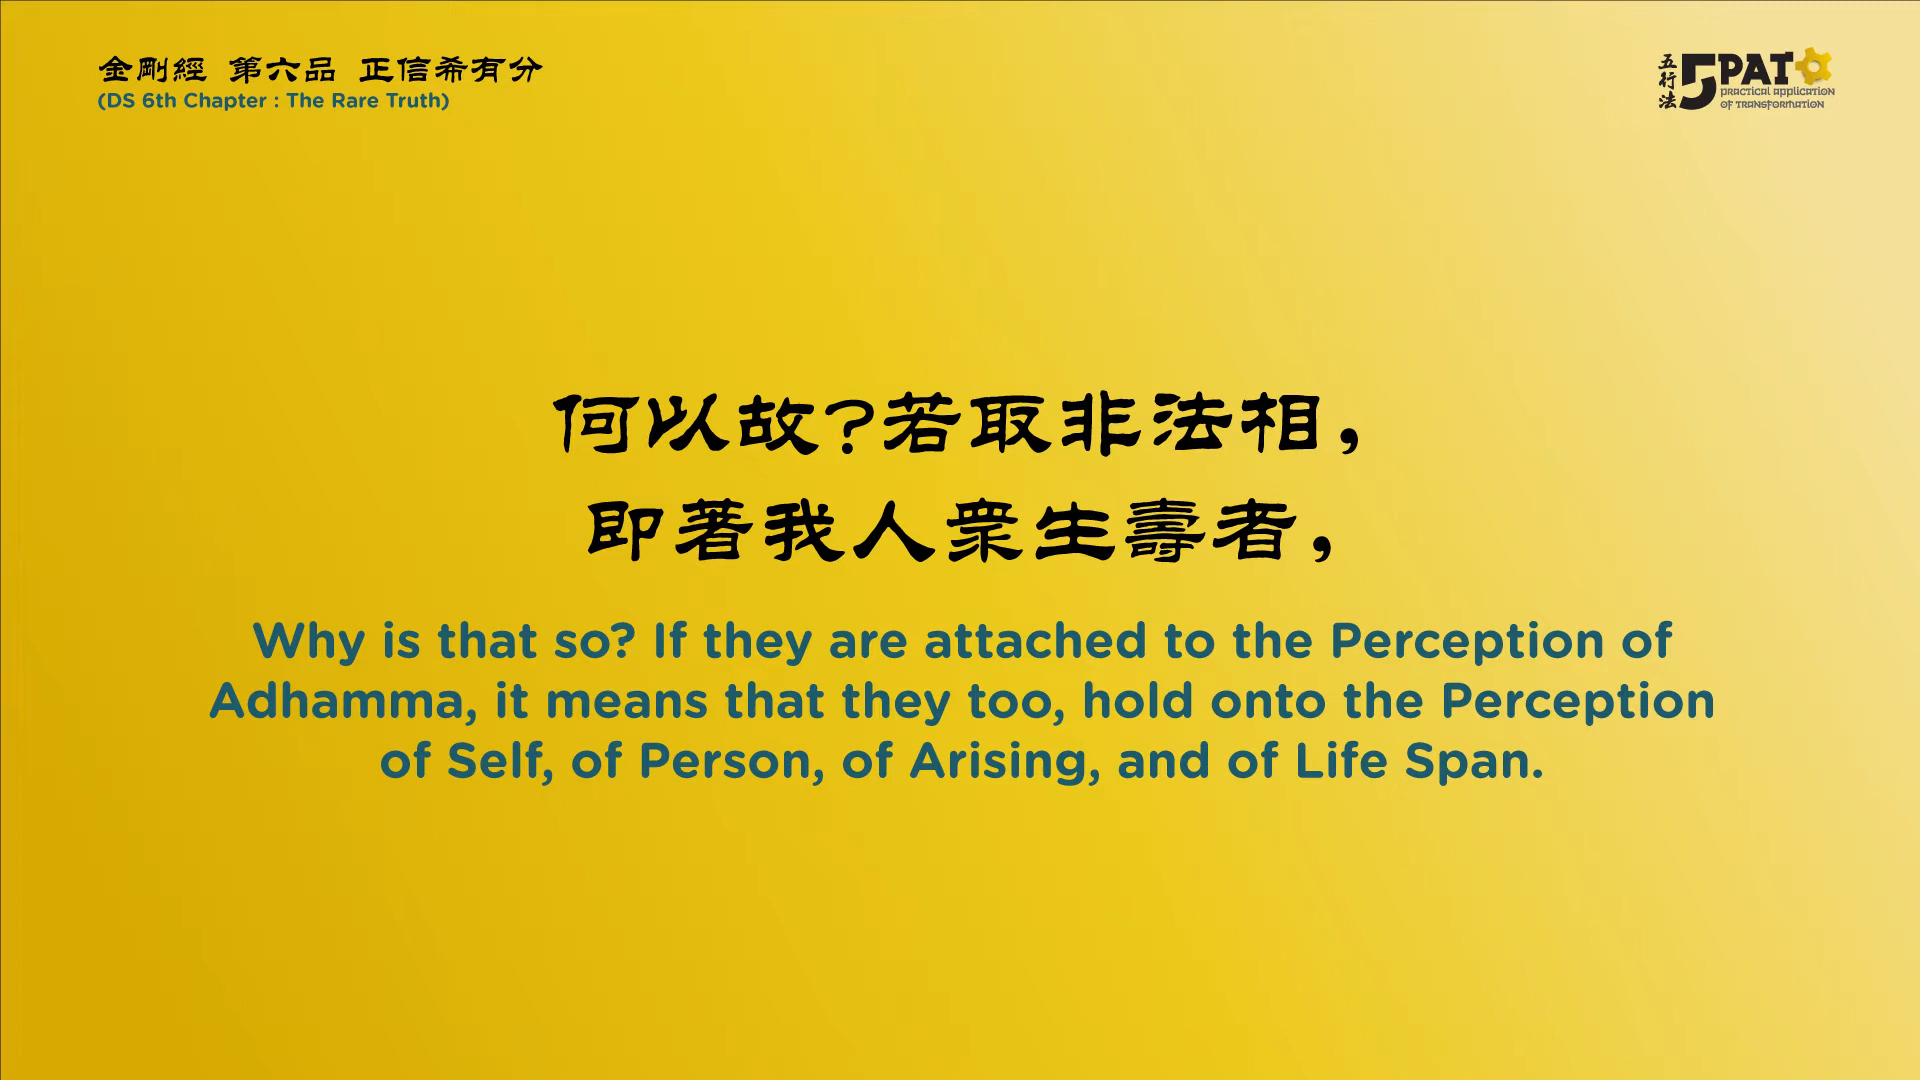 金剛經 第六品 正信希有分
(DS 6th Chapter : The Rare Truth)
五行法
5PAT
PRACTICAL APPLICATION
OF TRANSFORMATION
何以故?若取非法相，
即著我人衆生壽者，
Why is that so? If they are attached to the Perception of
Adhamma, it means that they too, hold onto the Perception
of Self, of Person, of Arising, and of Life Span.